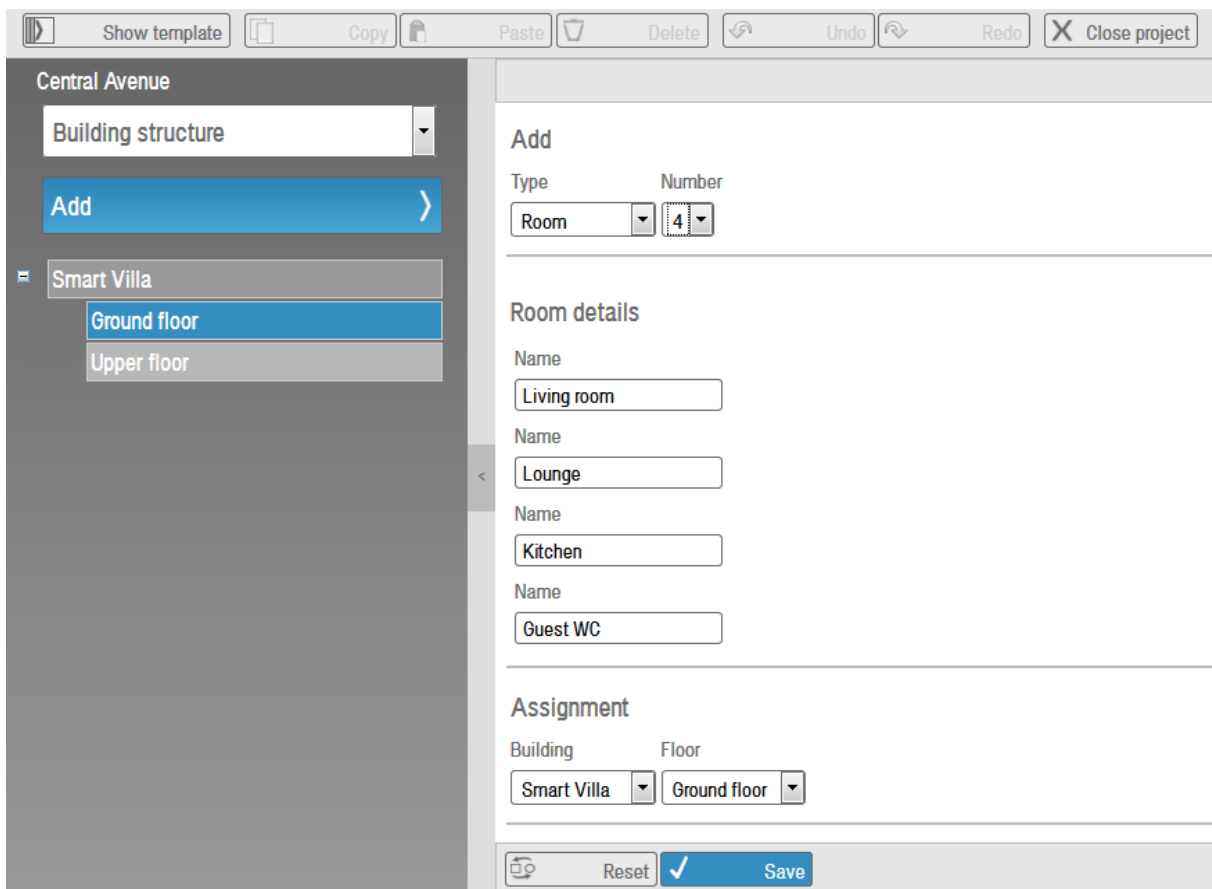 Show template Copy Paste Delete Undo Redo Close project
Central Avenue
Building structure
Add
Smart Villa
Ground floor
Upper floor
Add
Type Number
Room 4
Room details
Name
Living room
Name
Lounge
Name
Kitchen
Name
Guest WC
Assignment
Building Floor
Smart Villa Ground floor
Reset Save